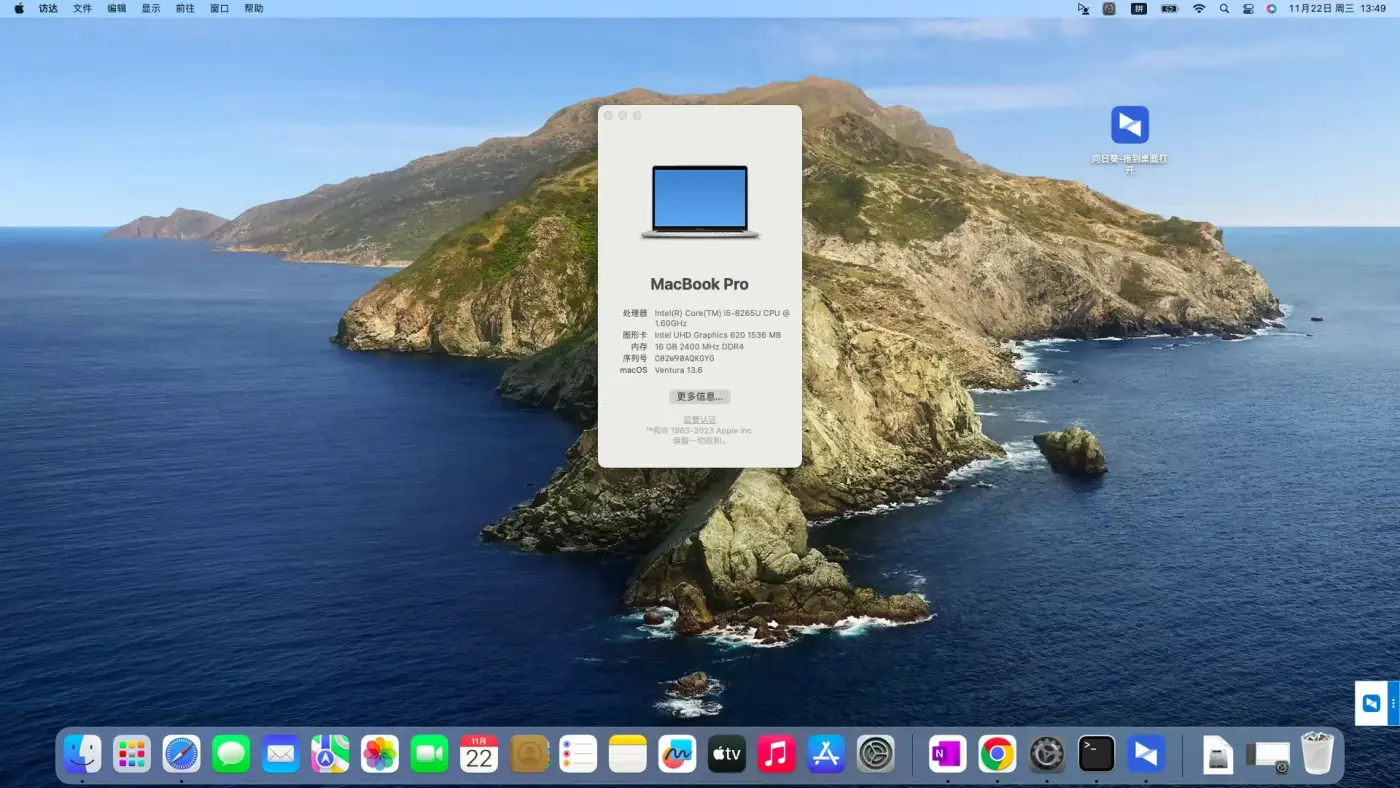 访达 文件 编辑 显示 前往 窗口 帮助
拼 11月22日 周三 13:49
向日葵-拖到桌面打
开
MacBook Pro
处理器 Intel(R) Core(TM) i5-8265U CPU @
1.60GHz
图形卡 Intel UHD Graphics 620 1536 MB
内存 16 GB 2400 MHz DDR4
序列号 C02W90AQKGYG
macOS Ventura 13.6
更多信息...
监管认证
™和© 1983-2023 Apple Inc.
保留一切权利。
11月
22
tv
N
>_